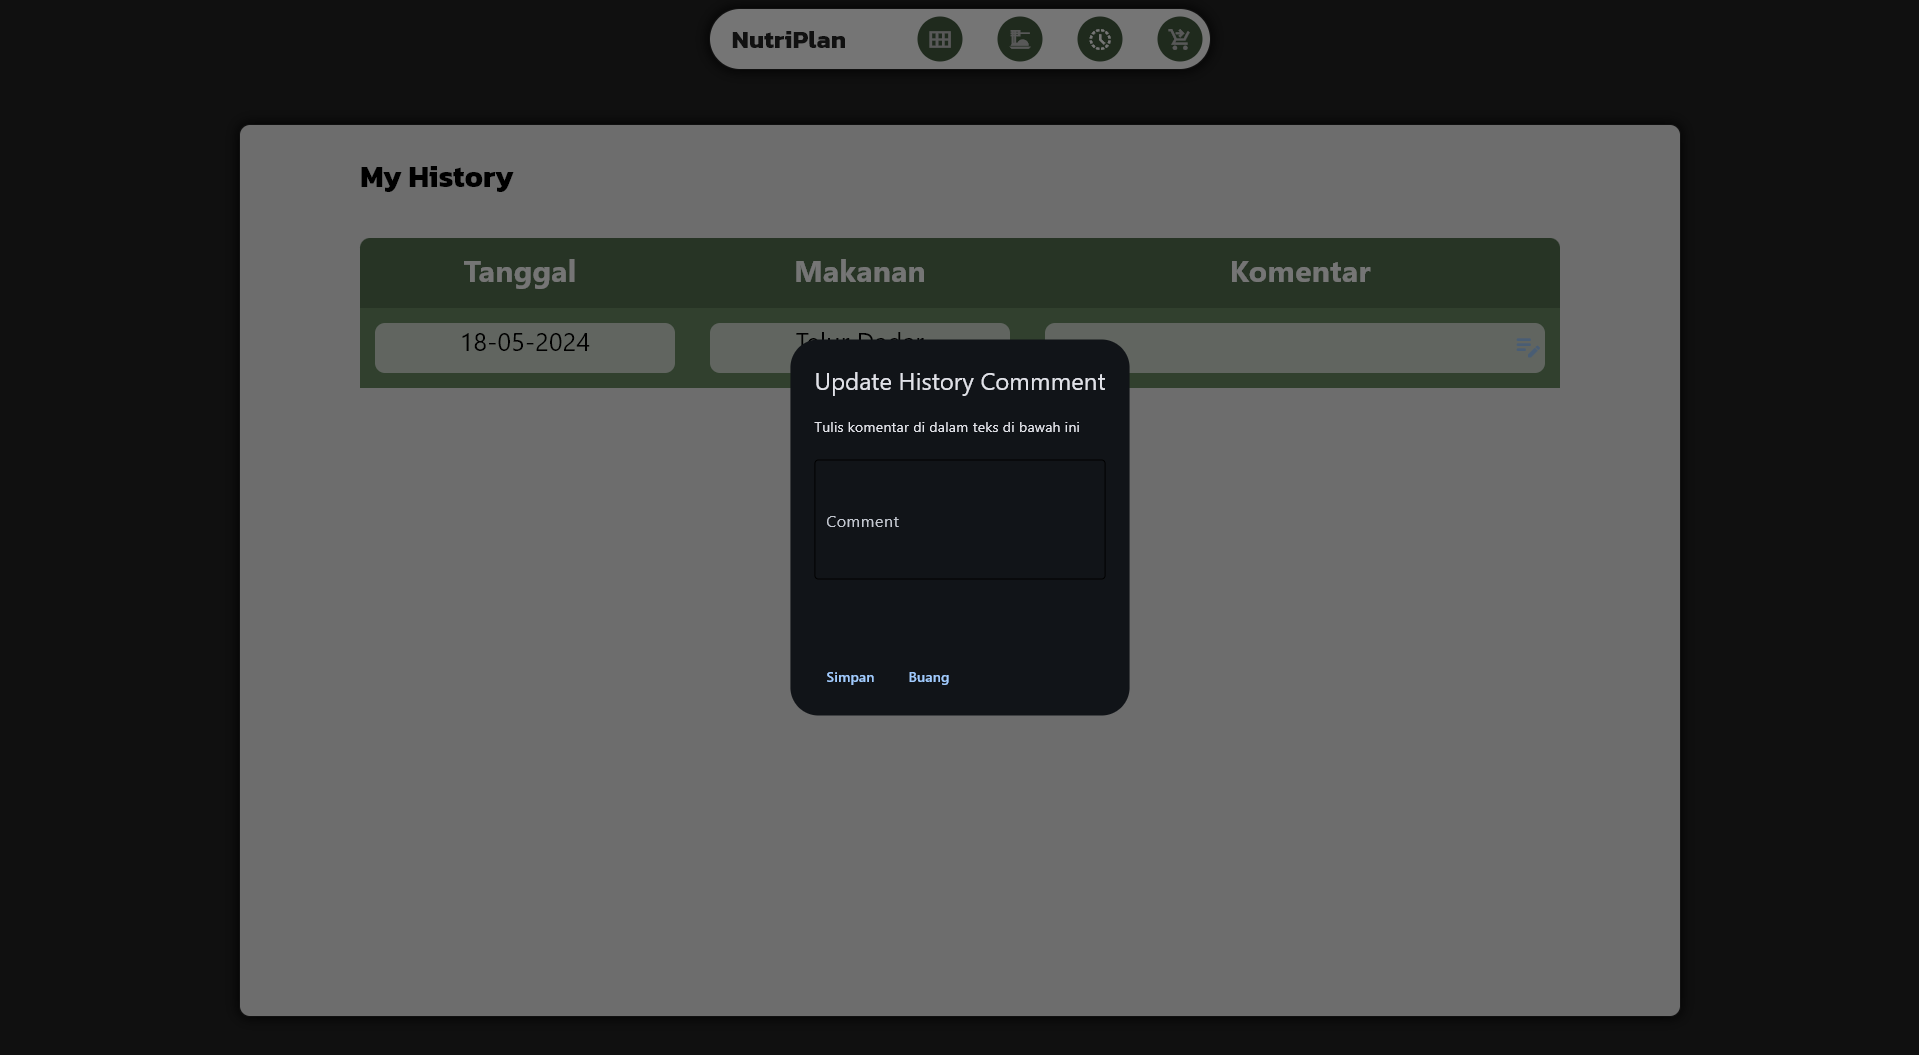 NutriPlan
My History
Tanggal Makanan Komentar
18-05-2024 Telur Dadar
Update History Commment
Tulis komentar di dalam teks di bawah ini
Comment
Simpan Buang